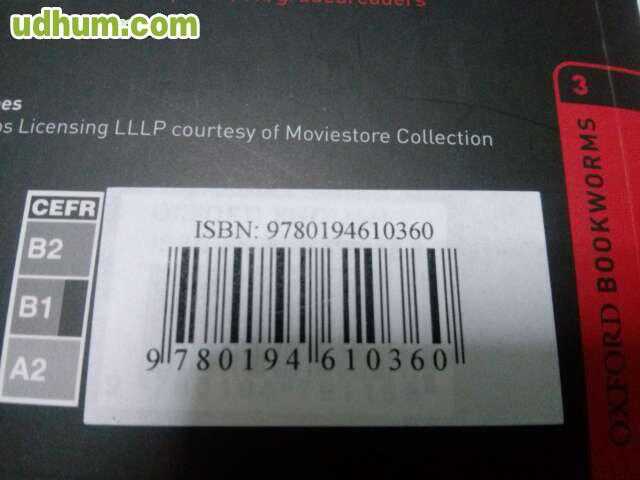 udhum.com
gradedreaders
Licensing LLLP courtesy of Moviestore Collection
3
OXFORD BOOKWORMS
CEFR
B2
B1
A2
ISBN: 9780194610360
9 780194 610360